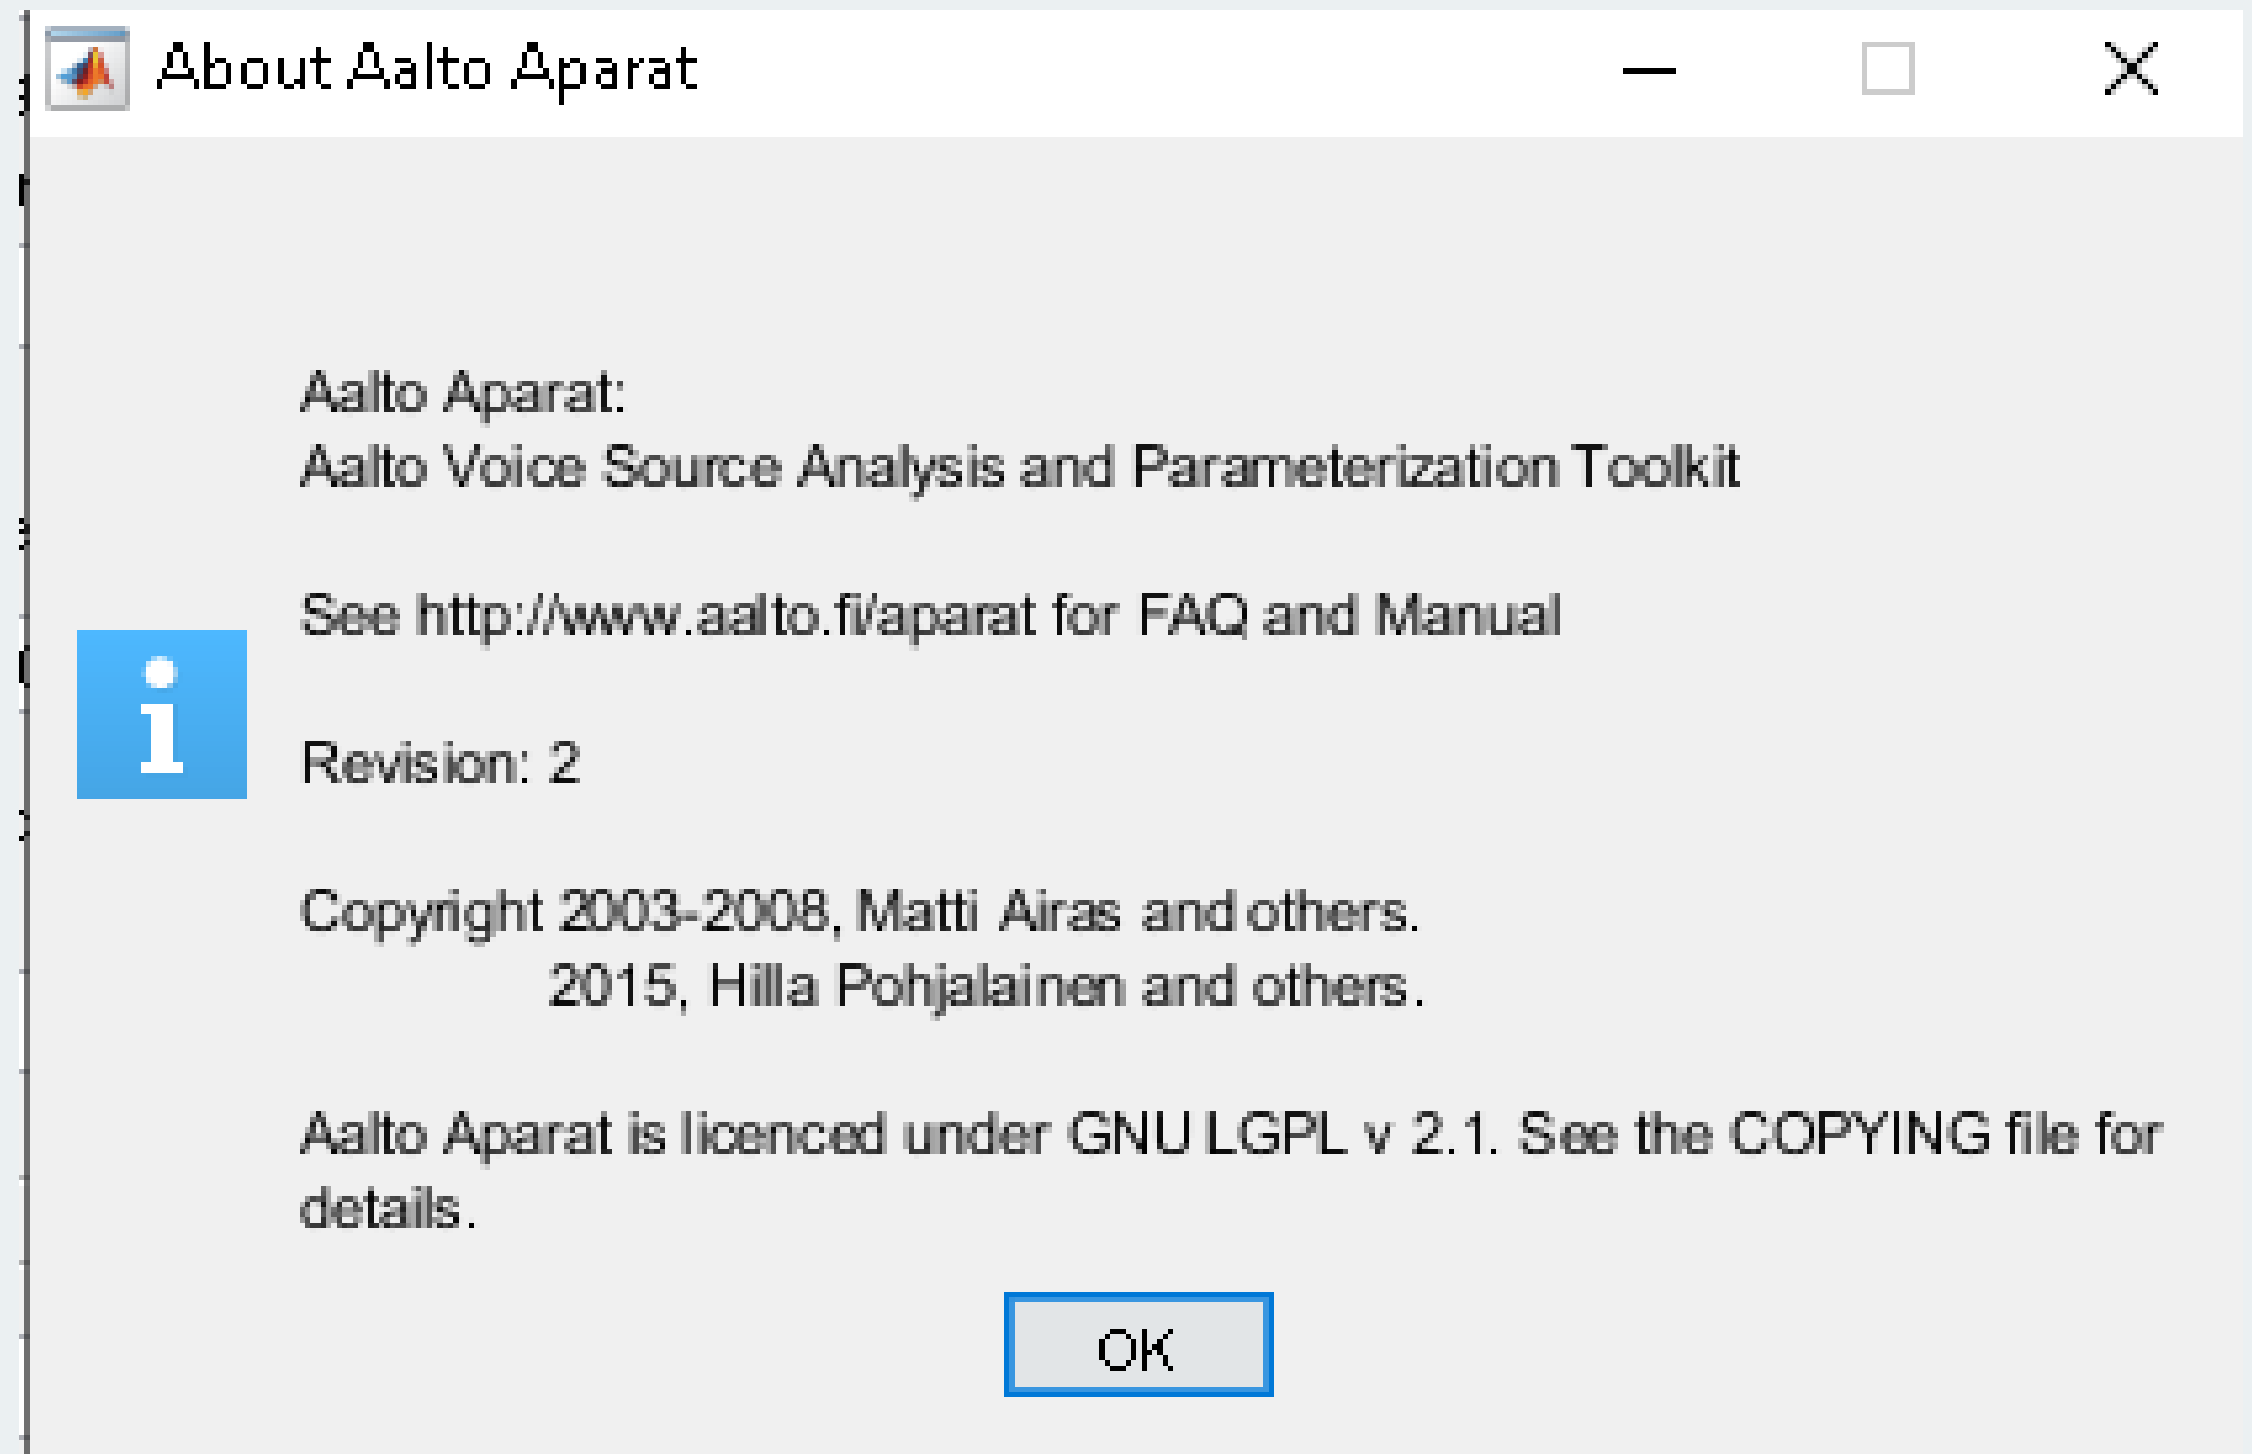 About Aalto Aparat
Aalto Aparat:
Aalto Voice Source Analysis and Parameterization Toolkit
See http://www.aalto.fi/aparat for FAQ and Manual
Revision: 2
Copyright 2003-2008, Matti Airas and others.
2015, Hilla Pohjalainen and others.
Aalto Aparat is licenced under GNU LGPL v 2.1. See the COPYING file for
details.
OK